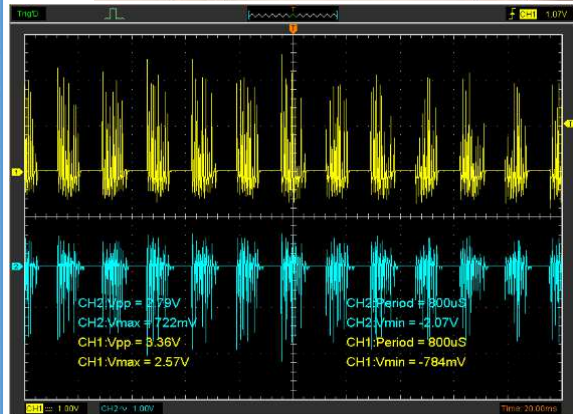 Trig'D
CH1 1.07V
T
T
1
2
CH2:Vpp = 2.79V
CH2:Period = 800uS
CH2:Vmax = 722mV
CH2:Vmin = -2.07V
CH1:Vpp = 3.36V
CH1:Period = 800uS
CH1:Vmax = 2.57V
CH1:Vmin = -784mV
CH1 1.00V
CH2 1.00V
Time: 20.00ms